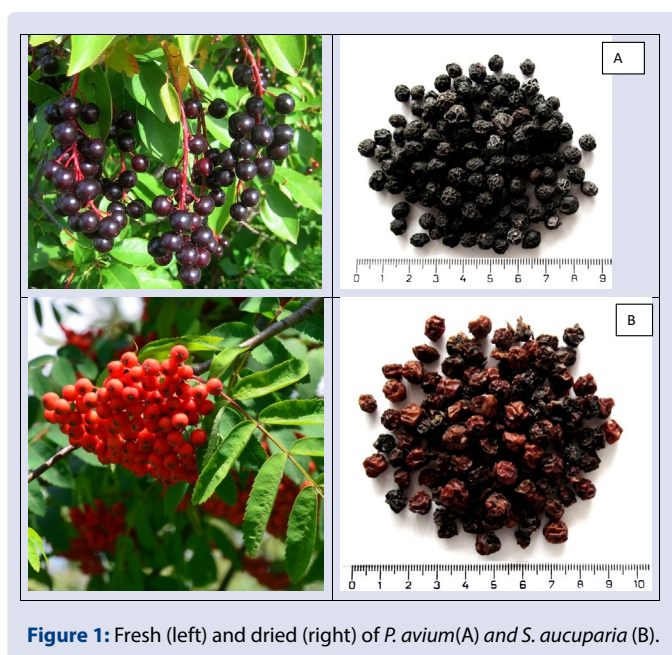 A
0 1 2 3 4 5 6 7 8 9
B
0 1 2 3 4 5 6 7 8 9 10
Figure 1: Fresh (left) and dried (right) of P. avium(A) and S. aucuparia (B).